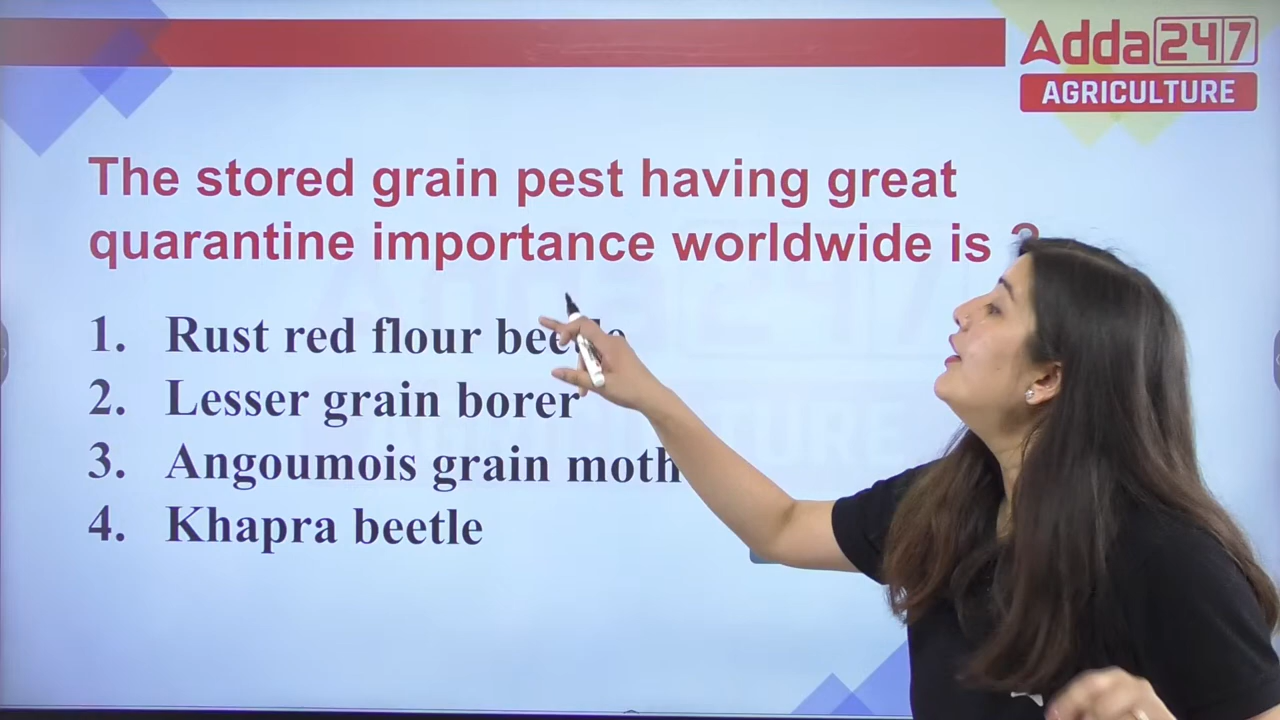 Adda247
AGRICULTURE
The stored grain pest having great
quarantine importance worldwide is ?
1. Rust red flour beetle
2. Lesser grain borer
3. Angoumois grain moth
4. Khapra beetle